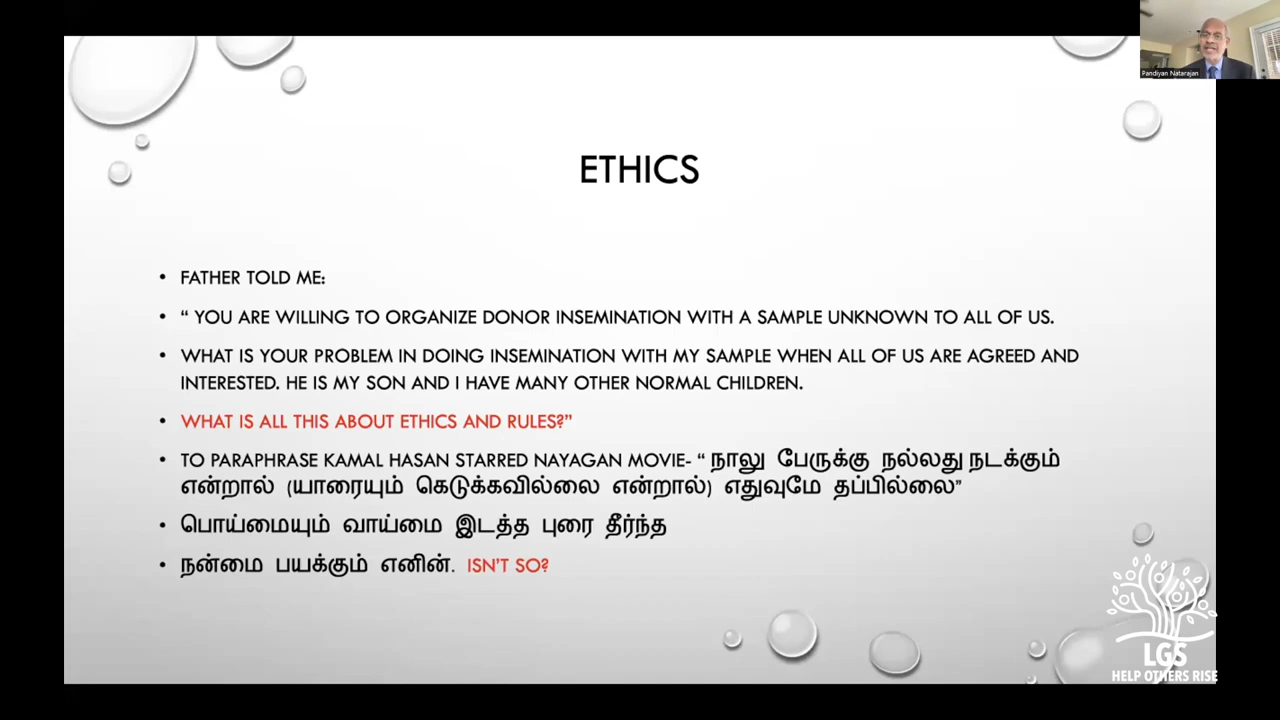 Pandiyan Natarajan
ETHICS
• FATHER TOLD ME:
• “ YOU ARE WILLING TO ORGANIZE DONOR INSEMINATION WITH A SAMPLE UNKNOWN TO ALL OF US.
• WHAT IS YOUR PROBLEM IN DOING INSEMINATION WITH MY SAMPLE WHEN ALL OF US ARE AGREED AND
INTERESTED. HE IS MY SON AND I HAVE MANY OTHER NORMAL CHILDREN.
• WHAT IS ALL THIS ABOUT ETHICS AND RULES?”
• TO PARAPHRASE KAMAL HASAN STARRED NAYAGAN MOVIE- “ நாலு பேருக்கு நல்லது நடக்கும்
என்றால் (யாரையும் கெடுக்கவில்லை என்றால்) எதுவுமே தப்பில்லை”
• பொய்மையும் வாய்மை இடத்த புரை தீர்ந்த
• நன்மை பயக்கும் எனின். ISN’T SO?
LGS
HELP OTHERS RISE